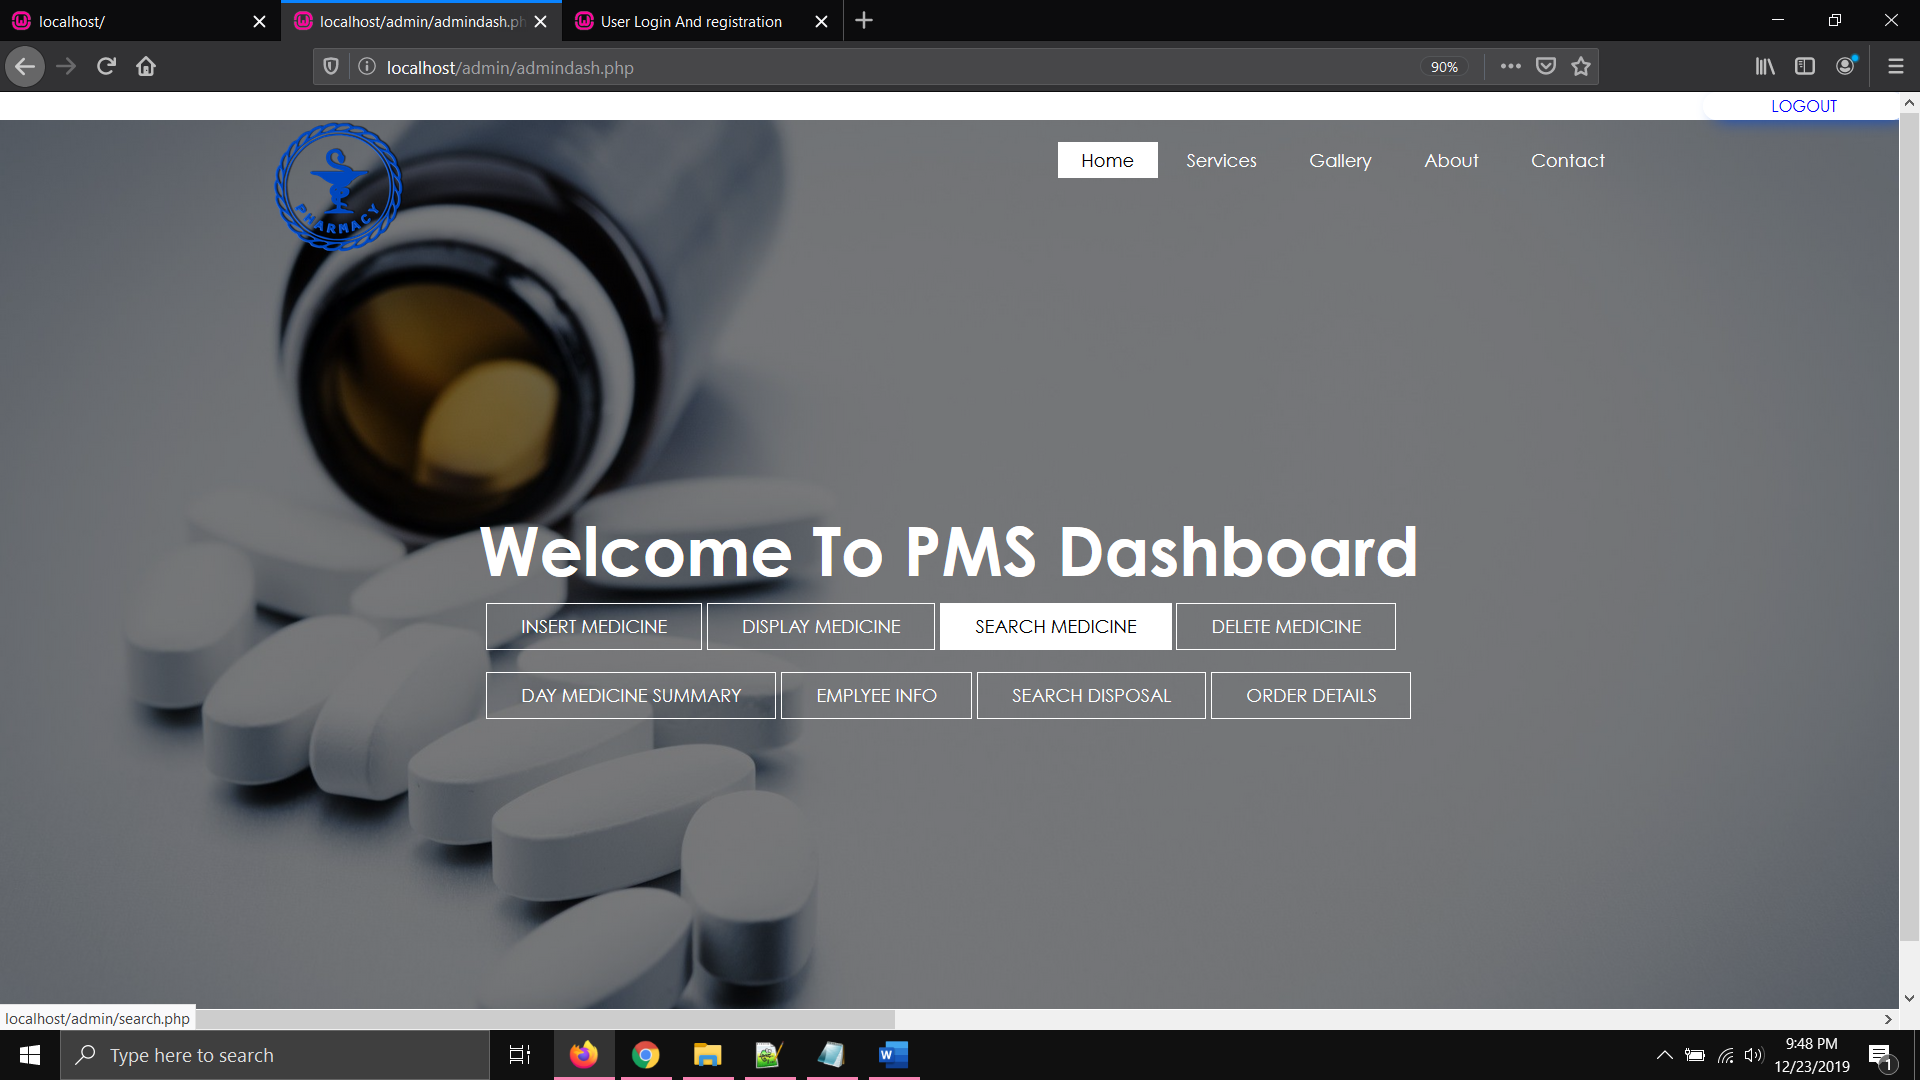 localhost/
localhost/admin/admindash.ph
User Login And registration
localhost/admin/admindash.php
90%
LOGOUT
PHARMACY
Home Services Gallery About Contact
Welcome To PMS Dashboard
INSERT MEDICINE DISPLAY MEDICINE SEARCH MEDICINE DELETE MEDICINE
DAY MEDICINE SUMMARY EMPLYEE INFO SEARCH DISPOSAL ORDER DETAILS
localhost/admin/search.php
Type here to search
W
9:48 PM
12/23/2019
1